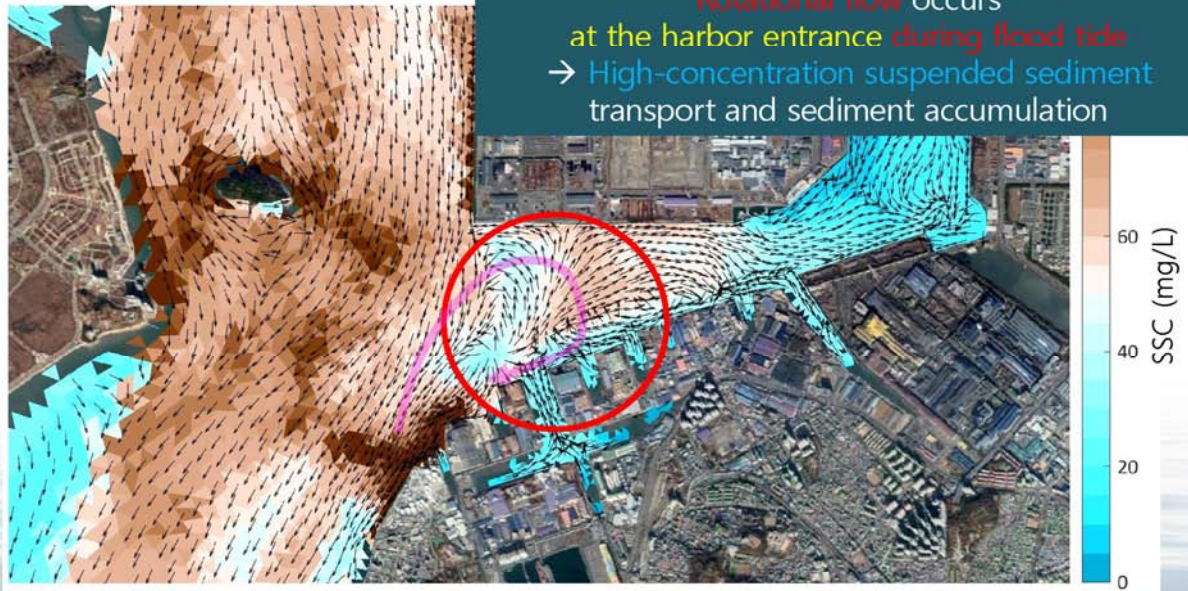 Rotational flow occurs
at the harbor entrance during flood tide
→ High-concentration suspended sediment
transport and sediment accumulation
60
40
20
0
SSC (mg/L)